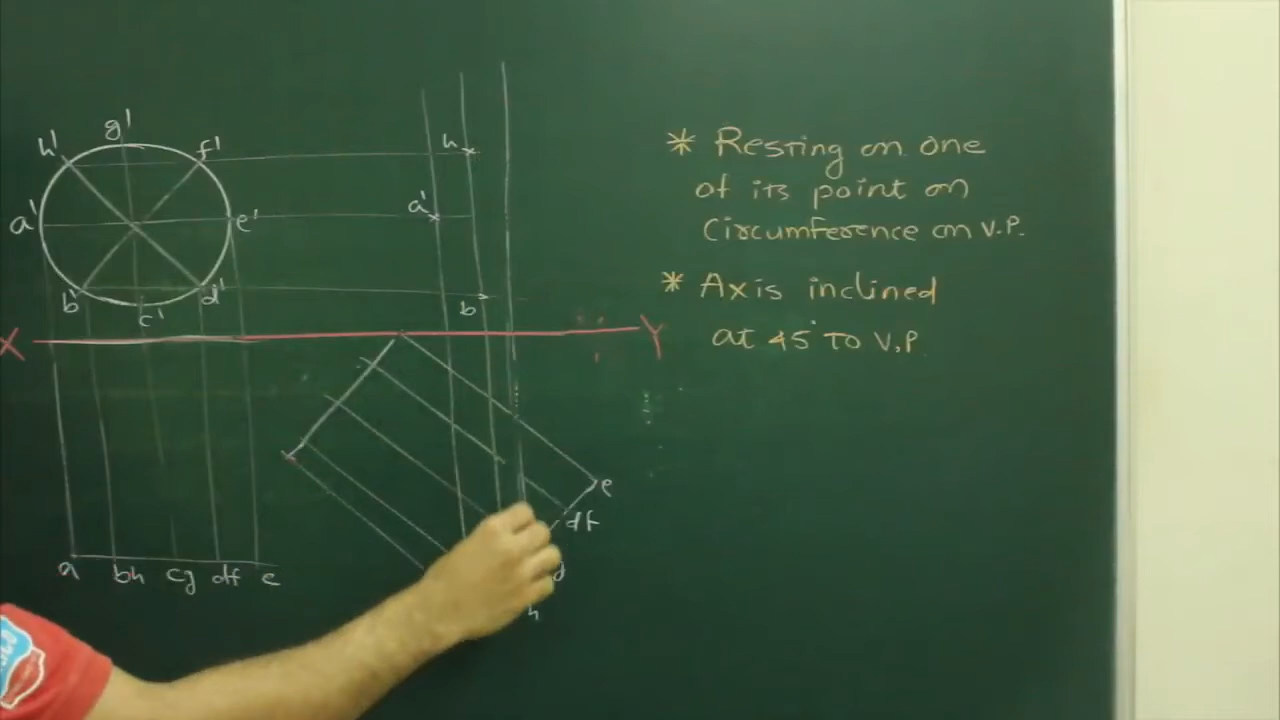 g'
h'
f'
h
a'
e'
a'
b'
d'
c'
b
X
Y
* Resting on one
of its point on
Circumference on V.P.
* Axis inclined
at 45° To V.P.
e
df
h
a bh cg df e